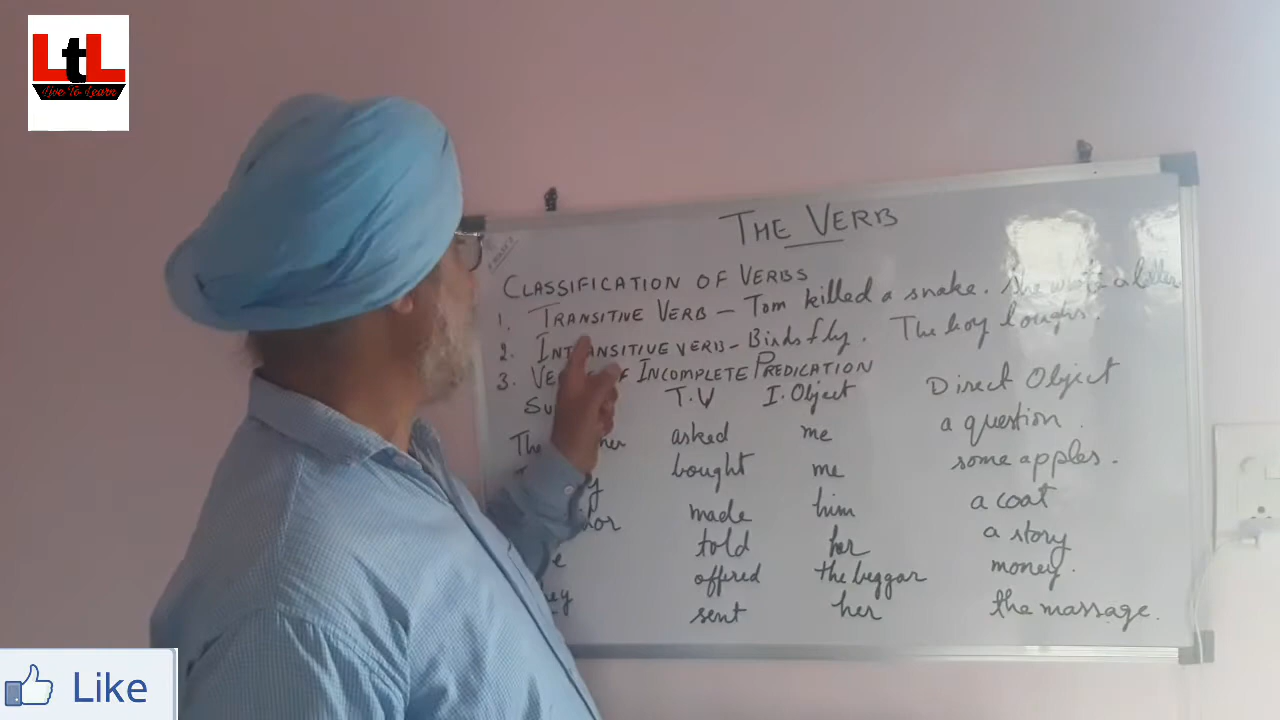 LtL
Live To Learn
THE VERB
CLASSIFICATION OF VERBS
1. TRANSITIVE VERB – Tom killed a snake. She wrote a letter
2. INTRANSITIVE VERB – Birds fly. The boy laughs.
3. INCOMPLETE PREDICATION
T.V I. Object Direct Object
The asked me a question
bought me some apples.
made him a coat
told her a story
offered the beggar money.
sent her the massage.
Like